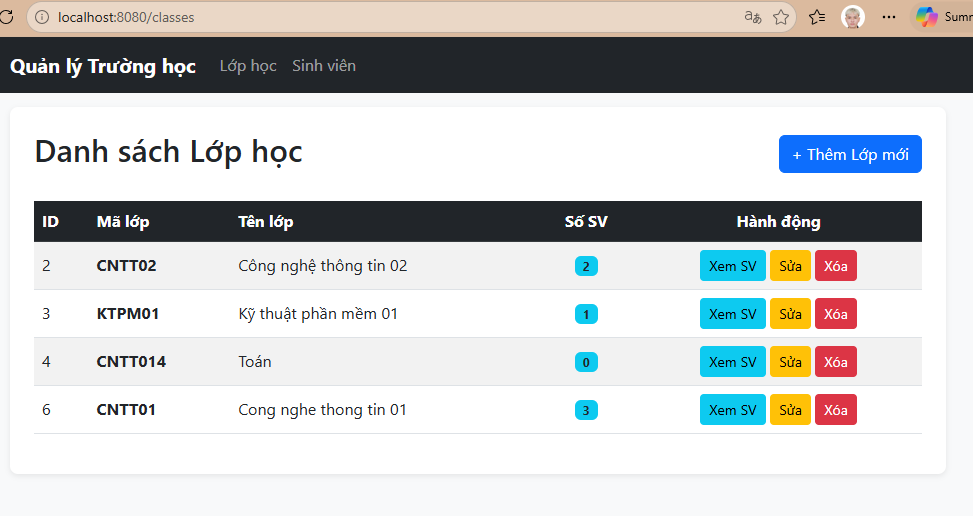 localhost:8080/classes
Summ
Quản lý Trường học Lớp học Sinh viên
Danh sách Lớp học
+ Thêm Lớp mới
ID Mã lớp Tên lớp Số SV Hành động
2 CNTT02 Công nghệ thông tin 02 2 Xem SV Sửa Xóa
3 KTPM01 Kỹ thuật phần mềm 01 1 Xem SV Sửa Xóa
4 CNTT014 Toán 0 Xem SV Sửa Xóa
6 CNTT01 Cong nghe thong tin 01 3 Xem SV Sửa Xóa